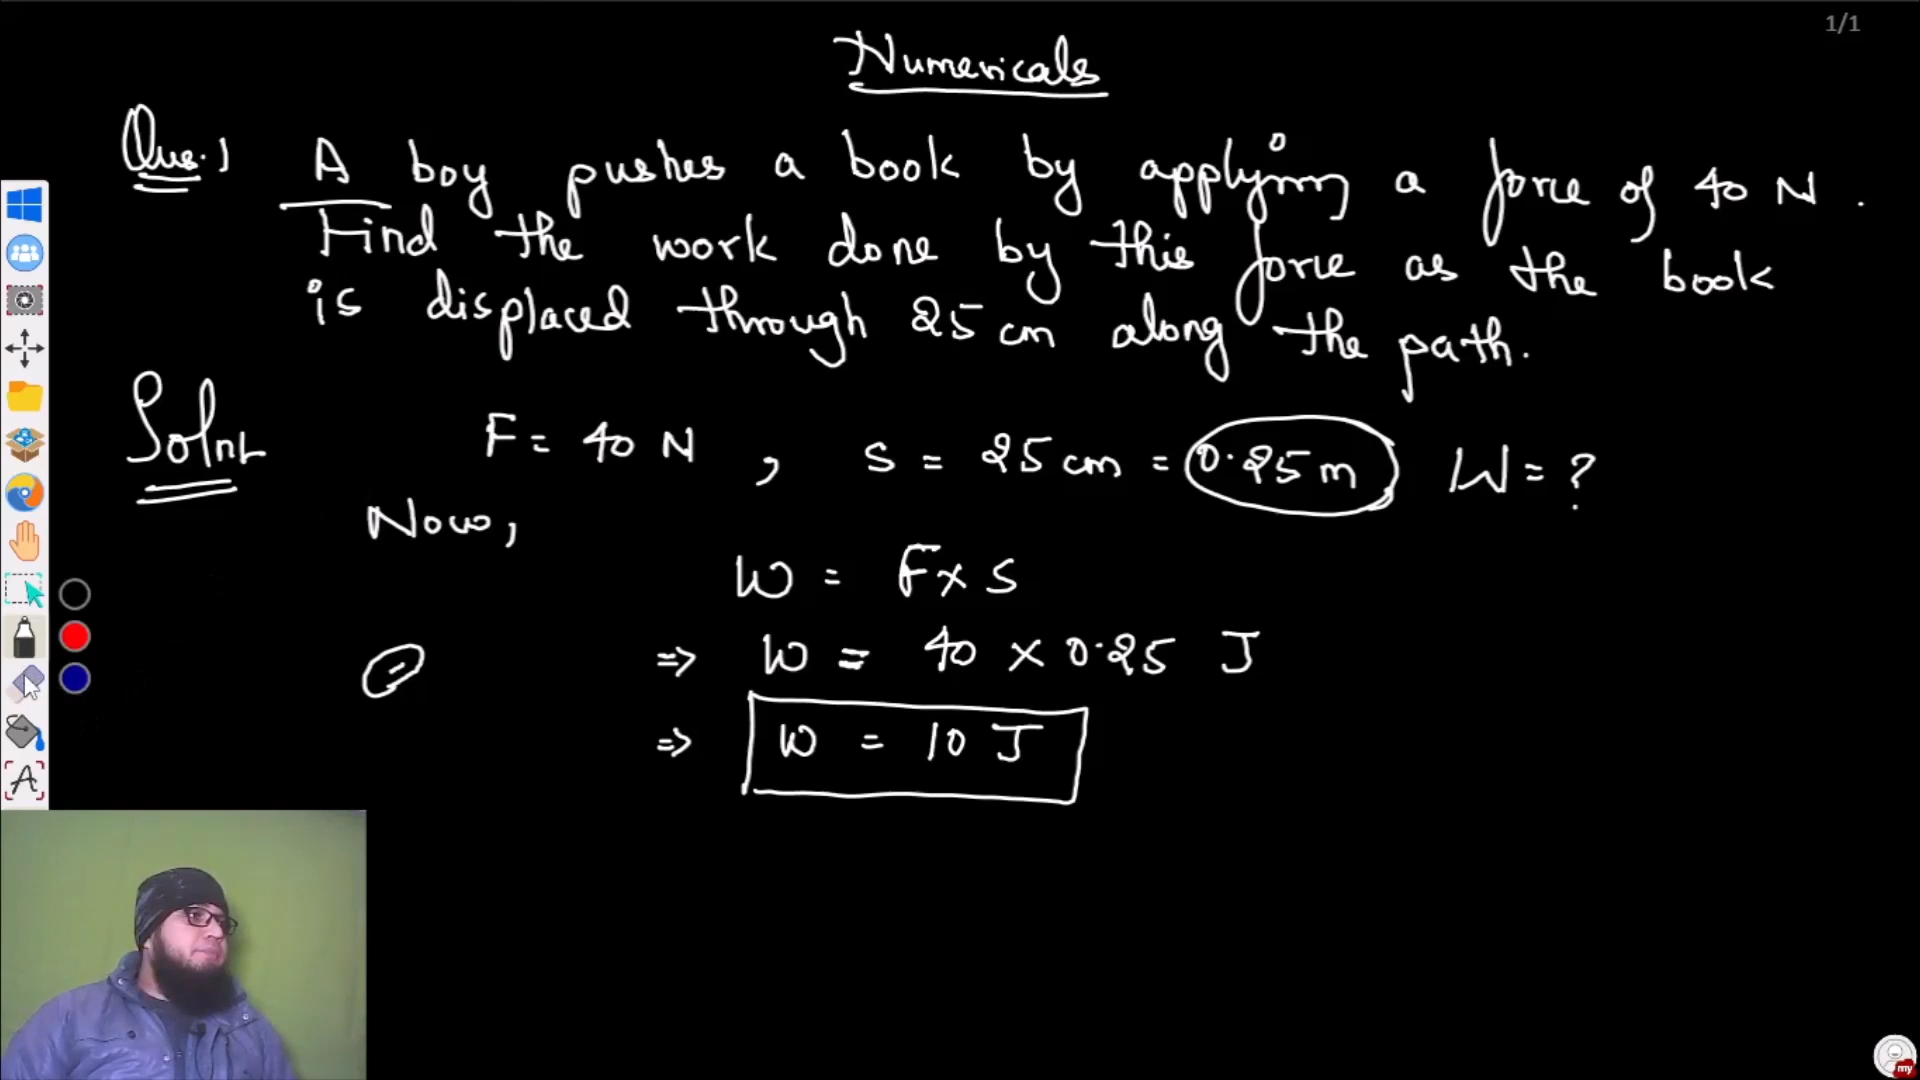 1/1
Numericals
Ques.1 A boy pushes a book by applying a force of 40 N.
Find the work done by this force as the book
is displaced through 25 cm along the path.
Soln
F = 40 N , S = 25 cm = 0.25 m W = ?
Now,
W = F x S
=> W = 40 x 0.25 J
=> W = 10 J
A
my